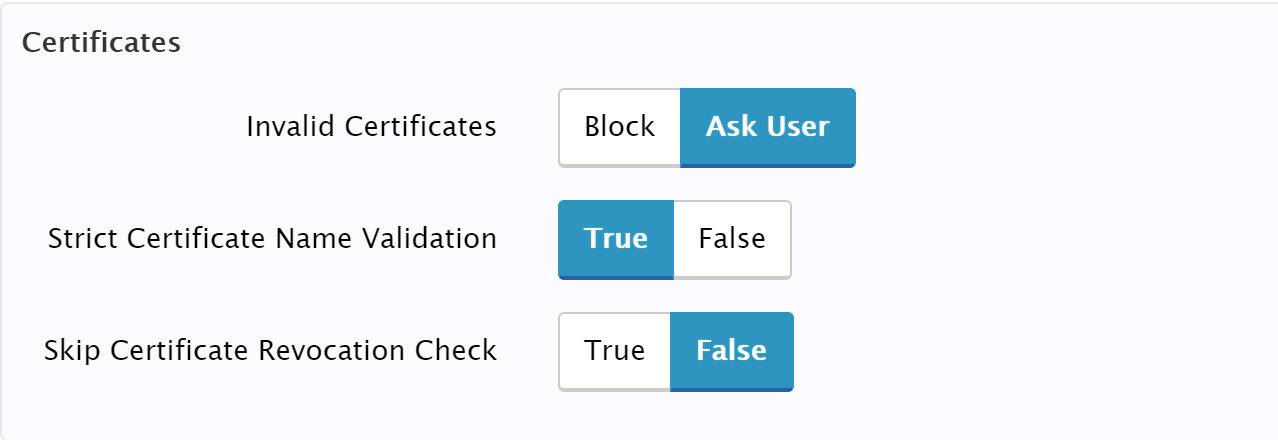 Certificates
Invalid Certificates Block Ask User
Strict Certificate Name Validation True False
Skip Certificate Revocation Check True False